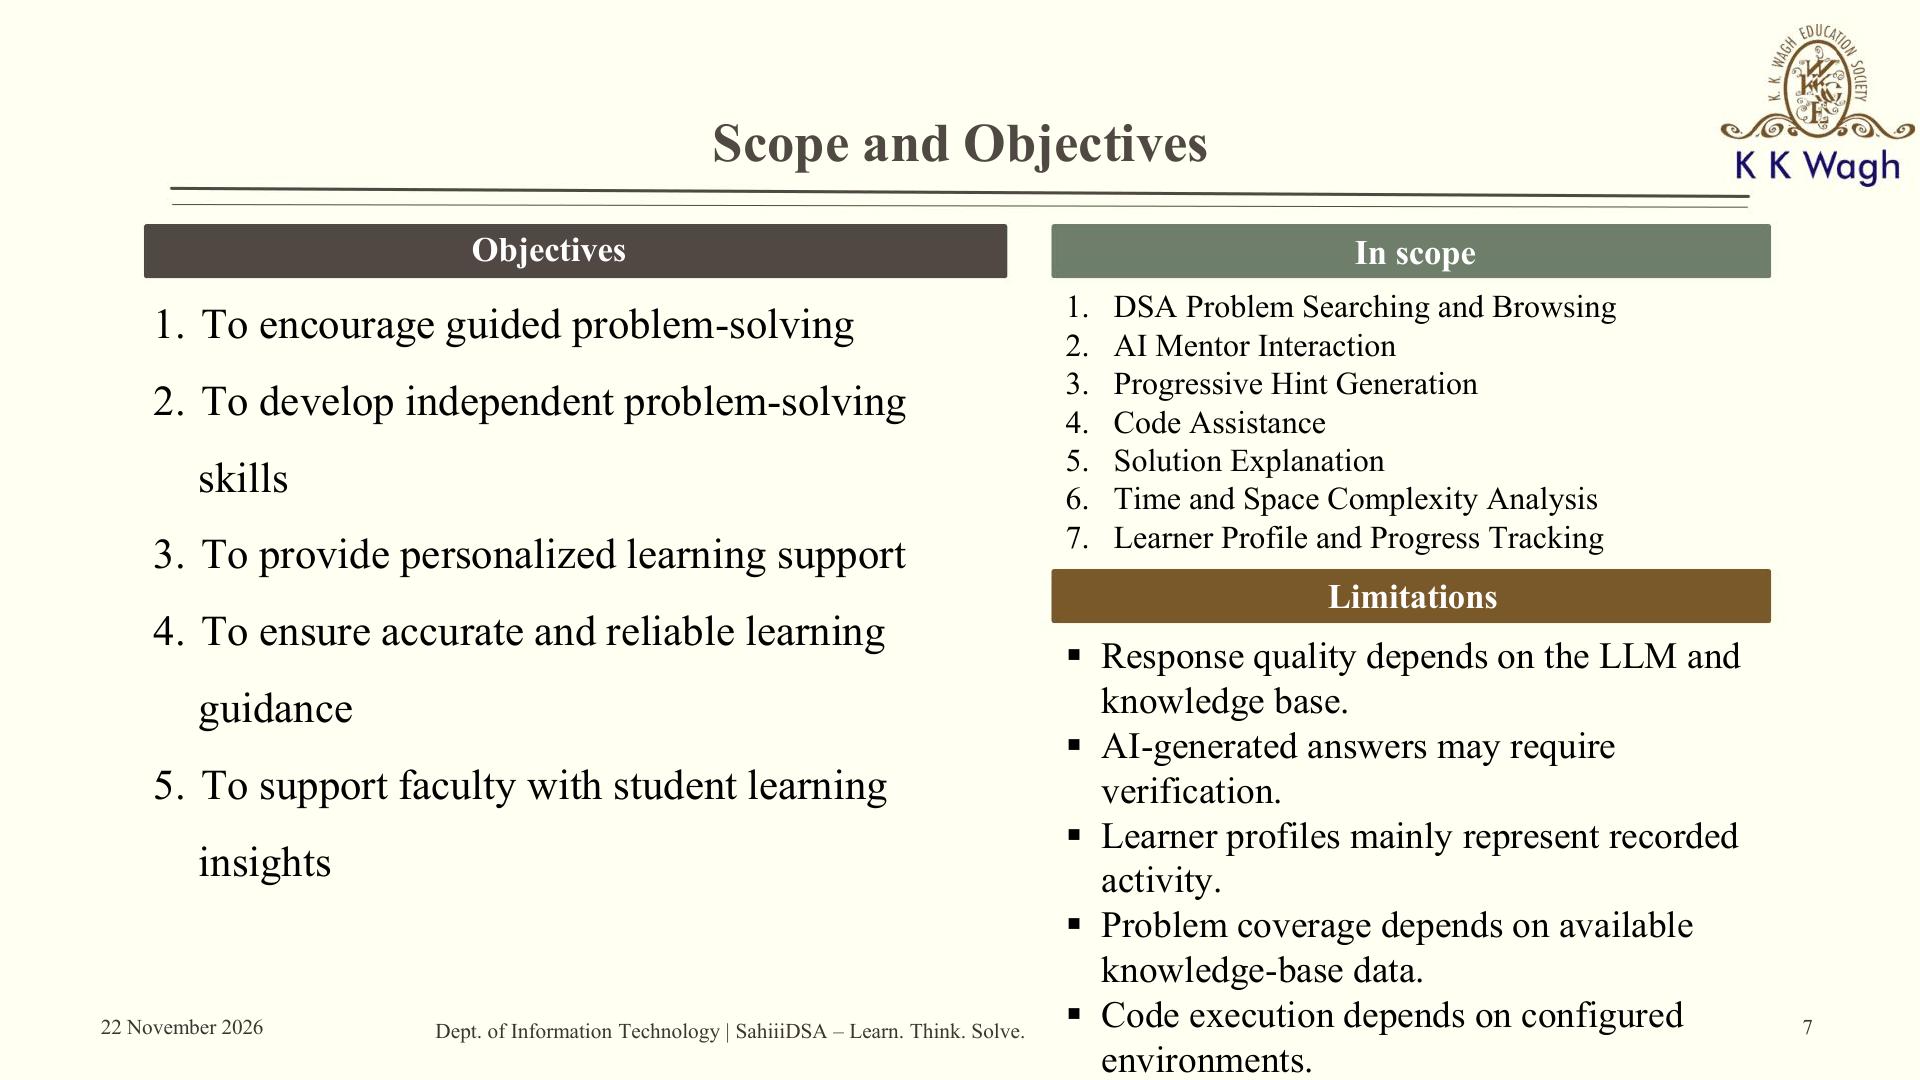 K. K. WAGH EDUCATION SOCIETY
K K Wagh
Scope and Objectives
Objectives
1. To encourage guided problem-solving
2. To develop independent problem-solving
skills
3. To provide personalized learning support
4. To ensure accurate and reliable learning
guidance
5. To support faculty with student learning
insights
In scope
1. DSA Problem Searching and Browsing
2. AI Mentor Interaction
3. Progressive Hint Generation
4. Code Assistance
5. Solution Explanation
6. Time and Space Complexity Analysis
7. Learner Profile and Progress Tracking
Limitations
▪ Response quality depends on the LLM and
knowledge base.
▪ AI-generated answers may require
verification.
▪ Learner profiles mainly represent recorded
activity.
▪ Problem coverage depends on available
knowledge-base data.
▪ Code execution depends on configured
environments.
22 November 2026
Dept. of Information Technology | SahiiiDSA – Learn. Think. Solve.
7